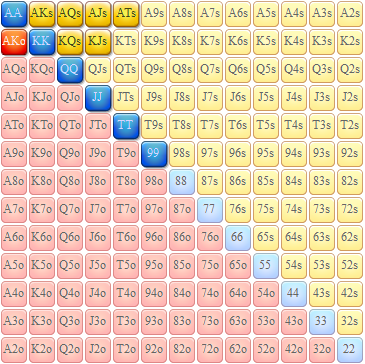 AA AKs AQs AJs ATs A9s A8s A7s A6s A5s A4s A3s A2s
AKo KK KQs KJs KTs K9s K8s K7s K6s K5s K4s K3s K2s
AQo KQo QQ QJs QTs Q9s Q8s Q7s Q6s Q5s Q4s Q3s Q2s
AJo KJo QJo JJ JTs J9s J8s J7s J6s J5s J4s J3s J2s
ATo KTo QTo JTo TT T9s T8s T7s T6s T5s T4s T3s T2s
A9o K9o Q9o J9o T9o 99 98s 97s 96s 95s 94s 93s 92s
A8o K8o Q8o J8o T8o 98o 88 87s 86s 85s 84s 83s 82s
A7o K7o Q7o J7o T7o 97o 87o 77 76s 75s 74s 73s 72s
A6o K6o Q6o J6o T6o 96o 86o 76o 66 65s 64s 63s 62s
A5o K5o Q5o J5o T5o 95o 85o 75o 65o 55 54s 53s 52s
A4o K4o Q4o J4o T4o 94o 84o 74o 64o 54o 44 43s 42s
A3o K3o Q3o J3o T3o 93o 83o 73o 63o 53o 43o 33 32s
A2o K2o Q2o J2o T2o 92o 82o 72o 62o 52o 42o 32o 22